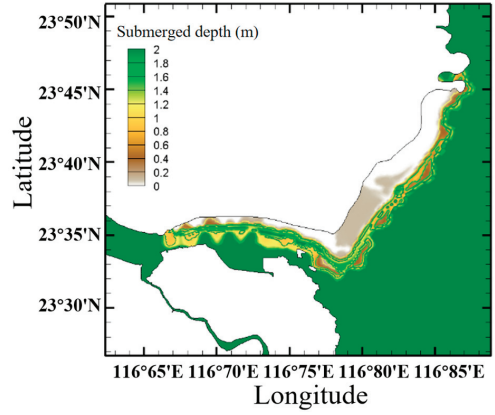 23°50'N
Submerged depth (m)
2
1.8
1.6
1.4
1.2
1
0.8
0.6
0.4
0.2
0
23°45'N
23°40'N
23°35'N
23°30'N
Latitude
116°65'E 116°70'E 116°75'E 116°80'E 116°85'E
Longitude